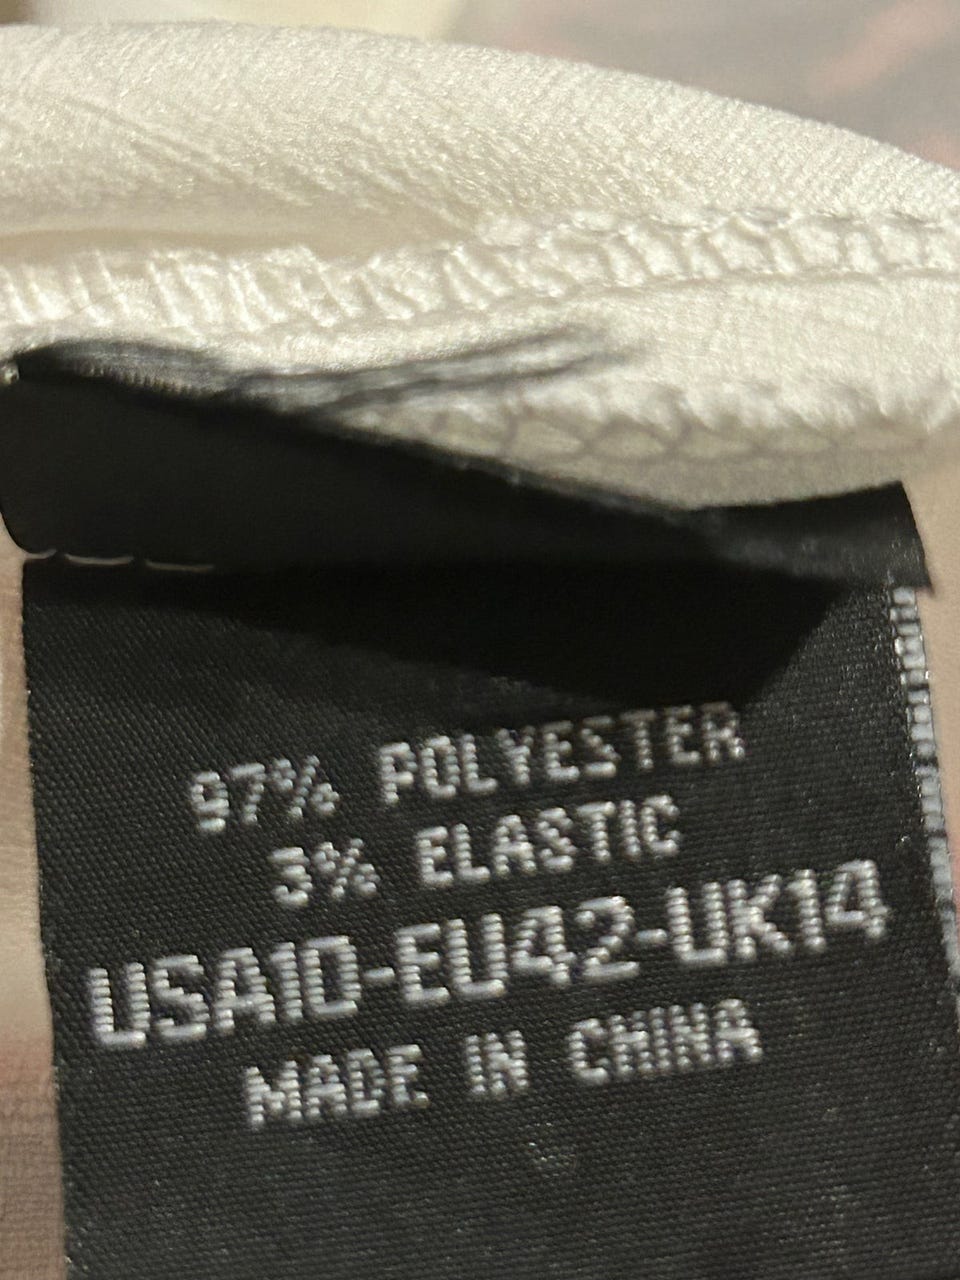 97% POLYESTER
3% ELASTIC
USA10-EU42-UK14
MADE IN CHINA